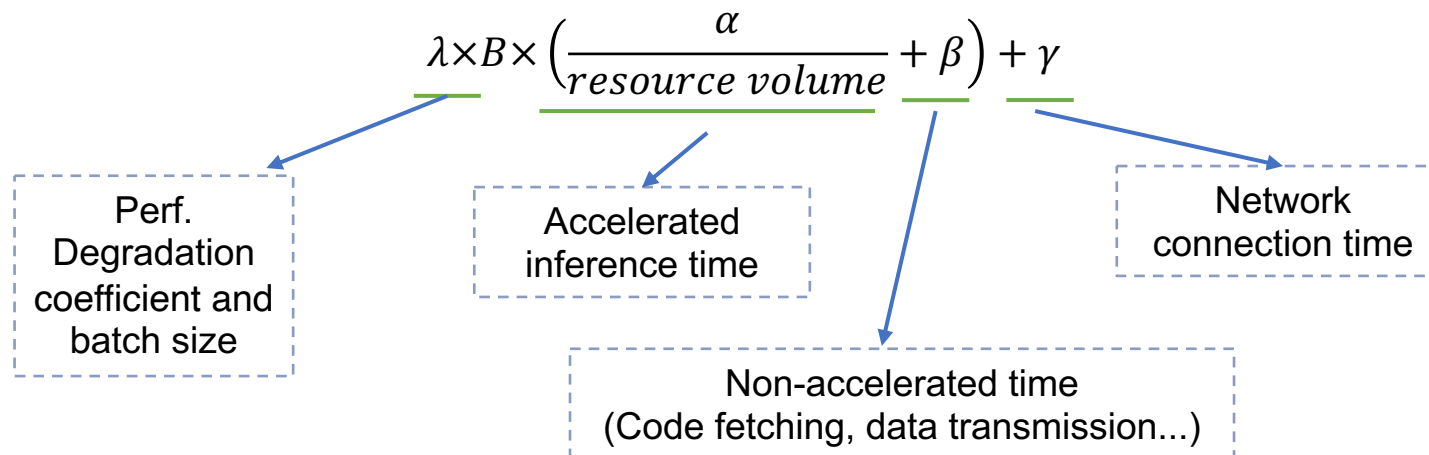 λ×B×(α/resource volume + β) + γ
Perf.
Degradation
coefficient and
batch size
Accelerated
inference time
Non-accelerated time
(Code fetching, data transmission...)
Network
connection time